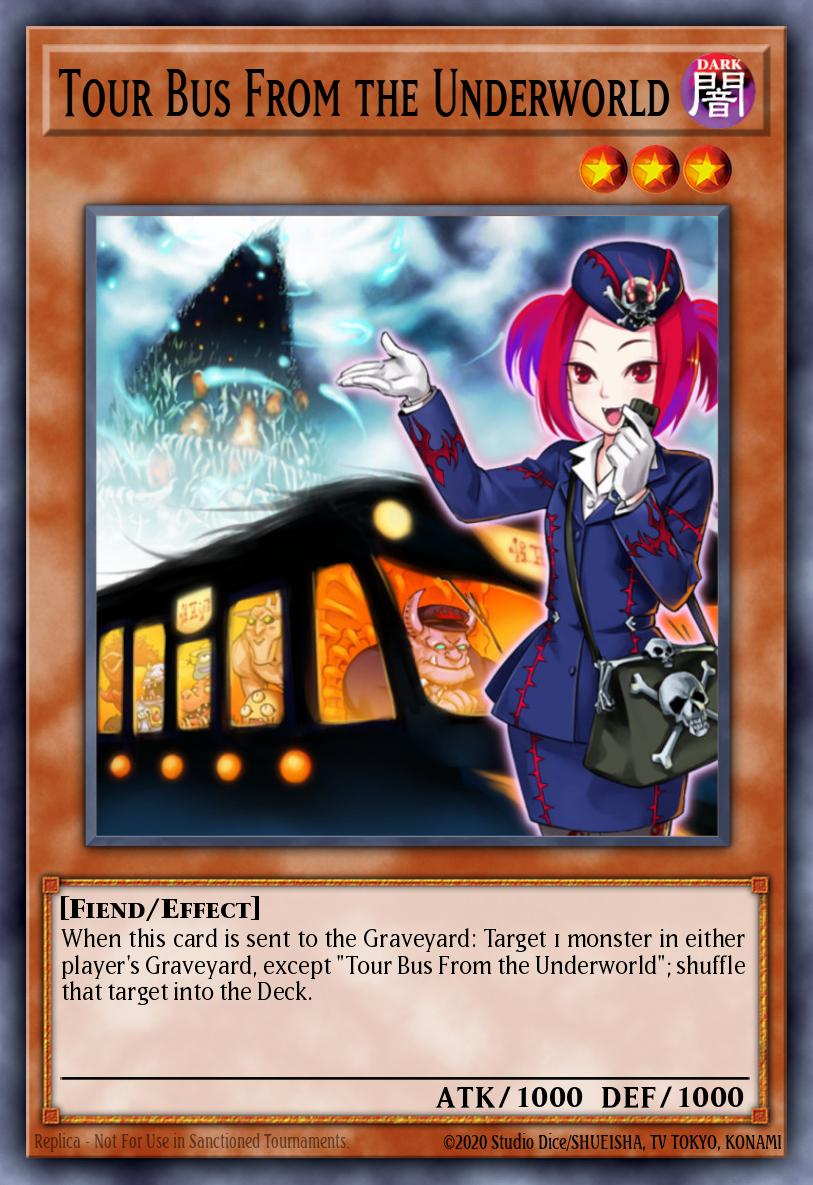 Tour Bus From the Underworld
DARK
闇
[Fiend/Effect]
When this card is sent to the Graveyard: Target 1 monster in either
player's Graveyard, except "Tour Bus From the Underworld"; shuffle
that target into the Deck.
ATK/1000 DEF/1000
Replica - Not For Use in Sanctioned Tournaments.
©2020 Studio Dice/SHUEISHA, TV TOKYO, KONAMI